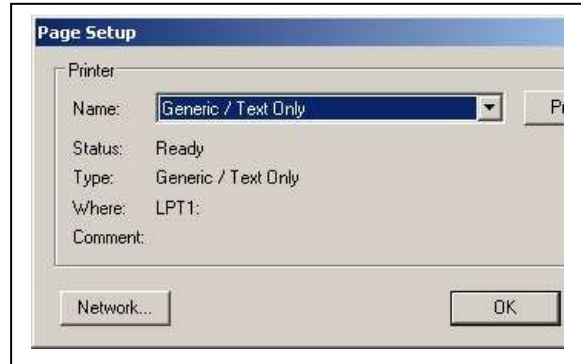 Page Setup
Printer
Name: Generic / Text Only
Status: Ready
Type: Generic / Text Only
Where: LPT1:
Comment:
Network... OK